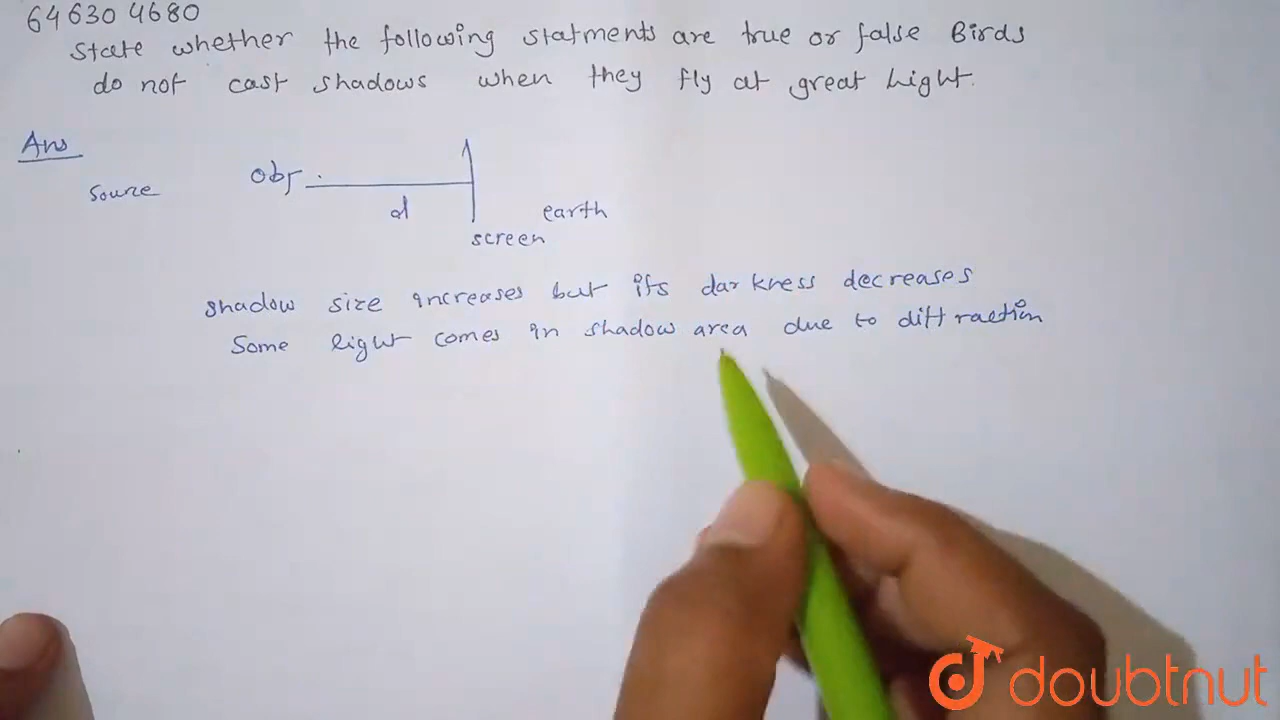 64630 4680
State whether the following statments are true or false Birds
do not cast shadows when they fly at great hight.
Ans
Sourse
obj
d
earth
screen
shadow size increases but its darkness decreases
Some light comes in shadow area due to diffraction
doubtnut